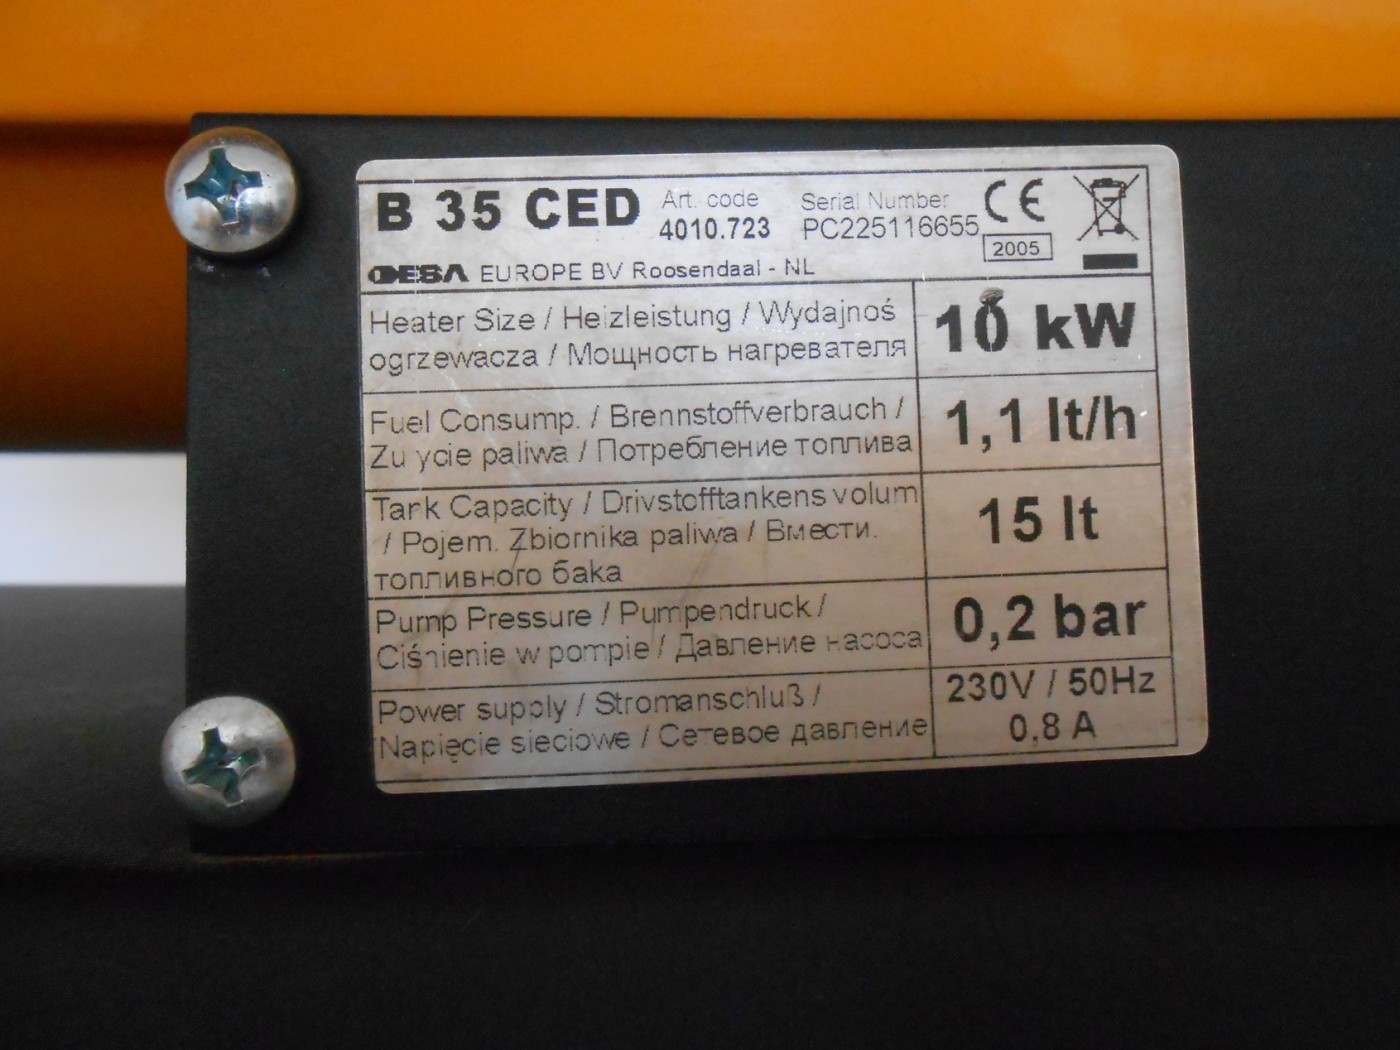 B 35 CED Art. code Serial Number CE
4010.723 PC225116655 2005
DESA EUROPE BV Roosendaal - NL
Heater Size / Heizleistung / Wydajnoś
ogrzewacza / Мощность нагревателя
10 kW
Fuel Consump. / Brennstoffverbrauch /
Zu ycie paliwa / Потребление топлива
1,1 lt/h
Tank Capacity / Drivstofftankens volum
/ Pojem. Zbiornika paliwa / Вмести.
топливного бака
15 lt
Pump Pressure / Pumpendruck /
Ciśnienie w pompie / Давление насоса
0,2 bar
Power supply / Stromanschluß /
Napięcie sieciowe / Сетевое давление
230V / 50Hz
0,8 A